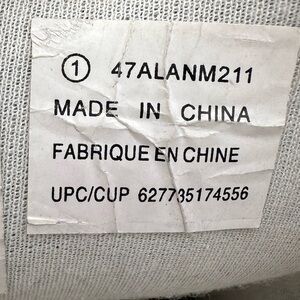 ① 47ALANM211
MADE IN CHINA
FABRIQUE EN CHINE
UPC/CUP 627735174556